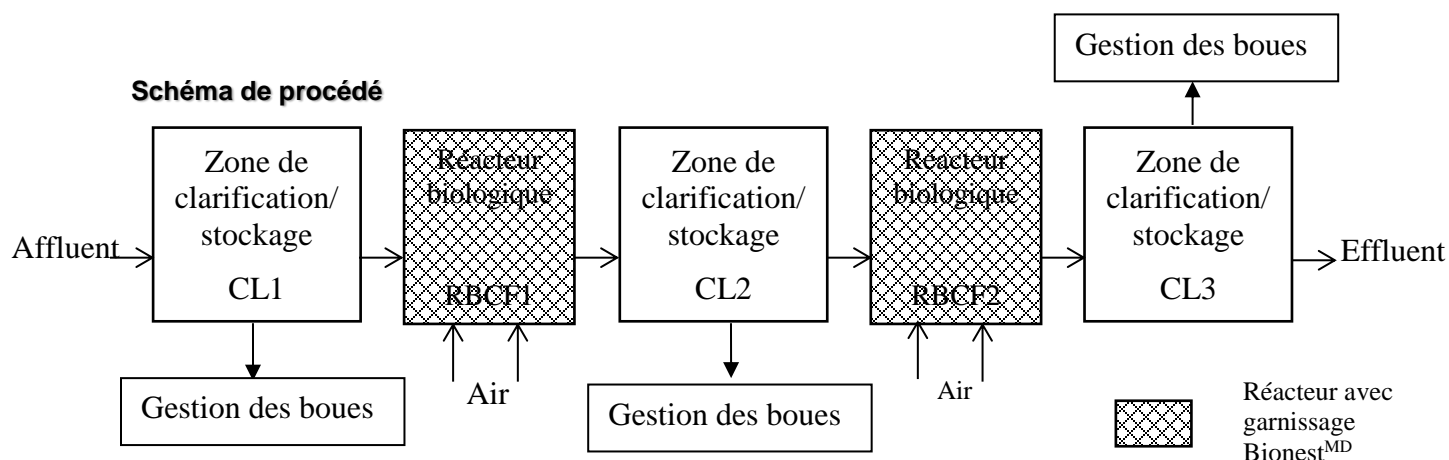 Gestion des boues
Schéma de procédé
Affluent
Zone de
clarification/
stockage
CL1
Réacteur
biologique
RBCF1
Zone de
clarification/
stockage
CL2
Réacteur
biologique
RBCF2
Zone de
clarification/
stockage
CL3
Effluent
Gestion des boues
Air
Gestion des boues
Air
Réacteur avec
garnissage
Bionest^MD